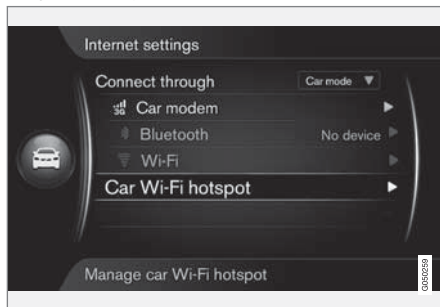 Internet settings
Connect through Car mode
3G Car modem
Bluetooth No device
Wi-Fi
Car Wi-Fi hotspot
Manage car Wi-Fi hotspot
G050259